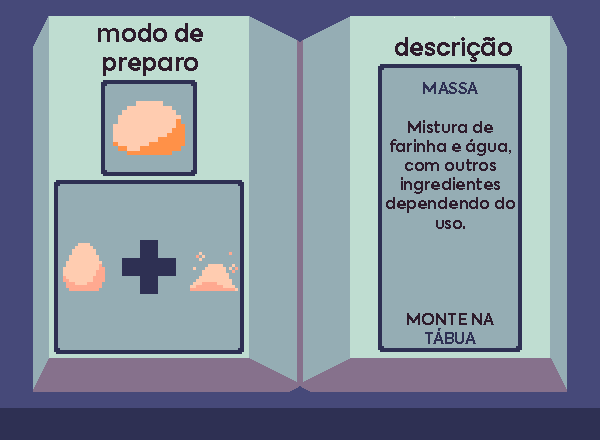 modo de
preparo
descrição
MASSA
Mistura de
farinha e água,
com outros
ingredientes
dependendo do
uso.
MONTE NA
TÁBUA